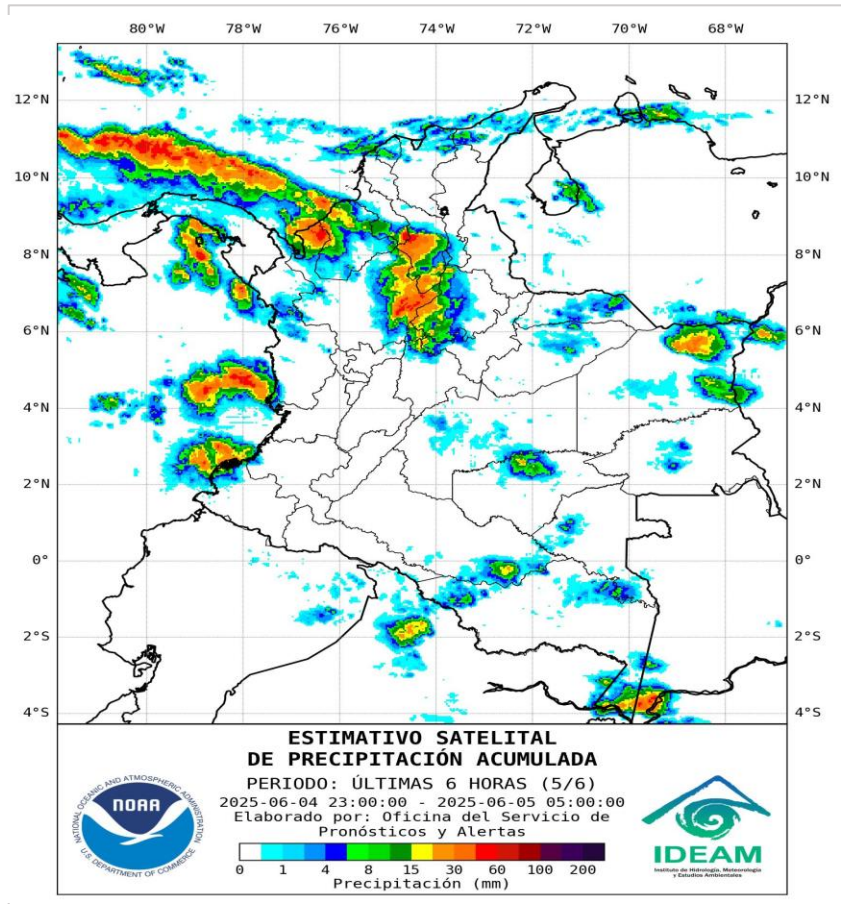 80°W 78°W 76°W 74°W 72°W 70°W 68°W
12°N 12°N
10°N 10°N
8°N 8°N
6°N 6°N
4°N 4°N
2°N 2°N
0° 0°
2°S 2°S
4°S 4°S
ESTIMATIVO SATELITAL
DE PRECIPITACIÓN ACUMULADA
PERIODO: ÚLTIMAS 6 HORAS (5/6)
2025-06-04 23:00:00 - 2025-06-05 05:00:00
Elaborado por: Oficina del Servicio de
Pronósticos y Alertas
0 1 4 8 15 30 60 100 200
Precipitación (mm)
NATIONAL OCEANIC AND ATMOSPHERIC ADMINISTRATION
NOAA
U.S. DEPARTMENT OF COMMERCE
IDEAM
Instituto de Hidrología, Meteorología
y Estudios Ambientales